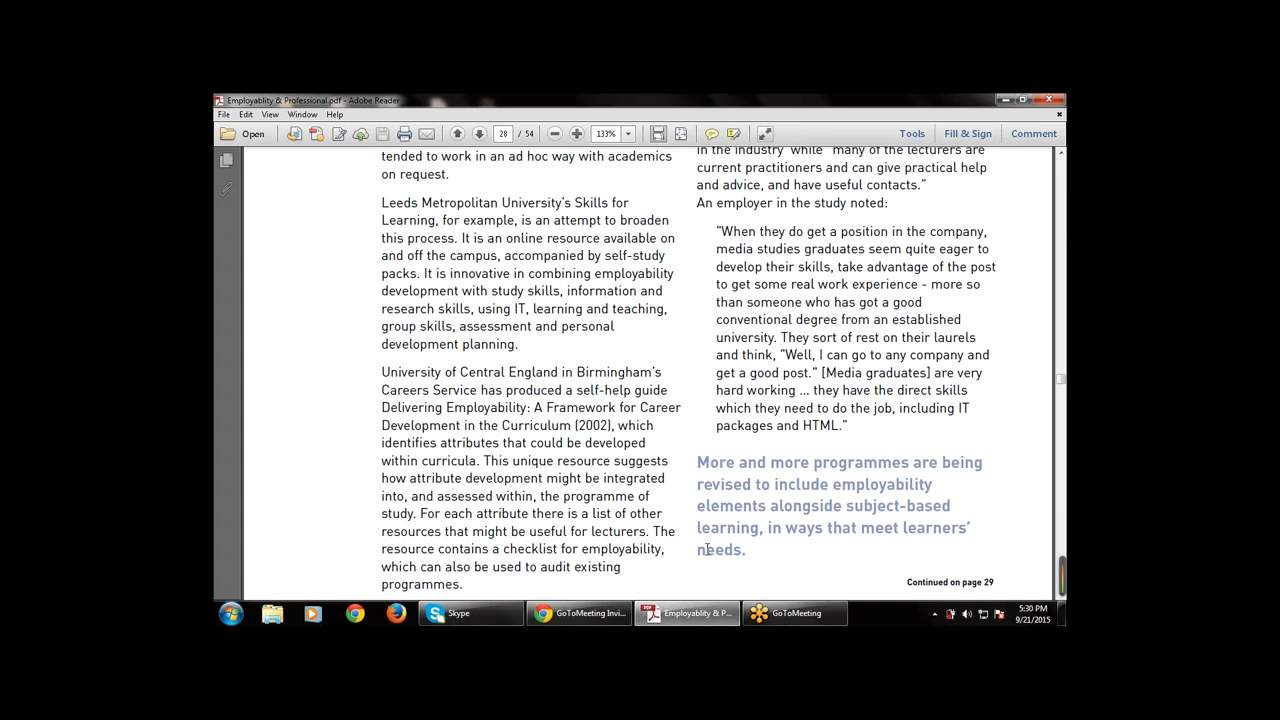 Employablity & Professional.pdf - Adobe Reader
File Edit View Window Help
Open 28 / 54 133% Tools Fill & Sign Comment
tended to work in an ad hoc way with academics
on request.
Leeds Metropolitan University's Skills for
Learning, for example, is an attempt to broaden
this process. It is an online resource available on
and off the campus, accompanied by self-study
packs. It is innovative in combining employability
development with study skills, information and
research skills, using IT, learning and teaching,
group skills, assessment and personal
development planning.
University of Central England in Birmingham's
Careers Service has produced a self-help guide
Delivering Employability: A Framework for Career
Development in the Curriculum (2002), which
identifies attributes that could be developed
within curricula. This unique resource suggests
how attribute development might be integrated
into, and assessed within, the programme of
study. For each attribute there is a list of other
resources that might be useful for lecturers. The
resource contains a checklist for employability,
which can also be used to audit existing
programmes.
in the industry" while "many of the lecturers are
current practitioners and can give practical help
and advice, and have useful contacts."
An employer in the study noted:
"When they do get a position in the company,
media studies graduates seem quite eager to
develop their skills, take advantage of the post
to get some real work experience - more so
than someone who has got a good
conventional degree from an established
university. They sort of rest on their laurels
and think, "Well, I can go to any company and
get a good post." [Media graduates] are very
hard working ... they have the direct skills
which they need to do the job, including IT
packages and HTML."
More and more programmes are being
revised to include employability
elements alongside subject-based
learning, in ways that meet learners'
needs.
Continued on page 29
Skype GoToMeeting Invi... Employablity & P... GoToMeeting
5:30 PM
9/21/2015